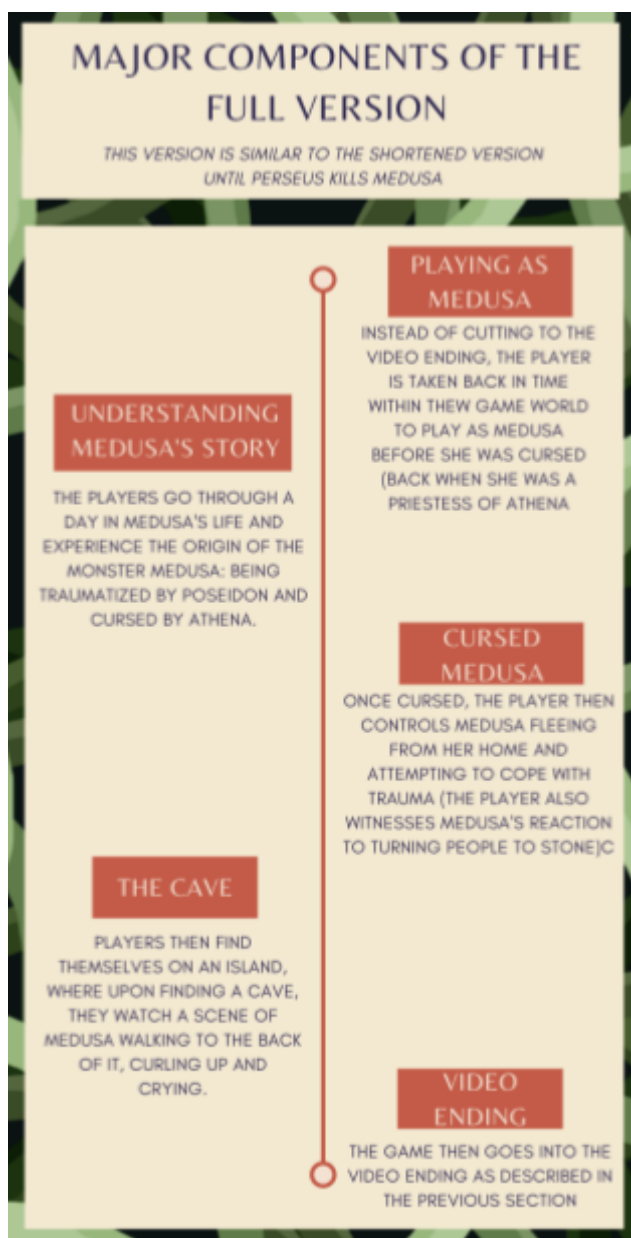 MAJOR COMPONENTS OF THE
FULL VERSION
THIS VERSION IS SIMILAR TO THE SHORTENED VERSION
UNTIL PERSEUS KILLS MEDUSA
PLAYING AS
MEDUSA
INSTEAD OF CUTTING TO THE
VIDEO ENDING, THE PLAYER
IS TAKEN BACK IN TIME
WITHIN THEW GAME WORLD
TO PLAY AS MEDUSA
BEFORE SHE WAS CURSED
(BACK WHEN SHE WAS A
PRIESTESS OF ATHENA
UNDERSTANDING
MEDUSA'S STORY
THE PLAYERS GO THROUGH A
DAY IN MEDUSA'S LIFE AND
EXPERIENCE THE ORIGIN OF THE
MONSTER MEDUSA: BEING
TRAUMATIZED BY POSEIDON AND
CURSED BY ATHENA.
CURSED
MEDUSA
ONCE CURSED, THE PLAYER THEN
CONTROLS MEDUSA FLEEING
FROM HER HOME AND
ATTEMPTING TO COPE WITH
TRAUMA (THE PLAYER ALSO
WITNESSES MEDUSA'S REACTION
TO TURNING PEOPLE TO STONE)C
THE CAVE
PLAYERS THEN FIND
THEMSELVES ON AN ISLAND,
WHERE UPON FINDING A CAVE,
THEY WATCH A SCENE OF
MEDUSA WALKING TO THE BACK
OF IT, CURLING UP AND
CRYING.
VIDEO
ENDING
THE GAME THEN GOES INTO THE
VIDEO ENDING AS DESCRIBED IN
THE PREVIOUS SECTION